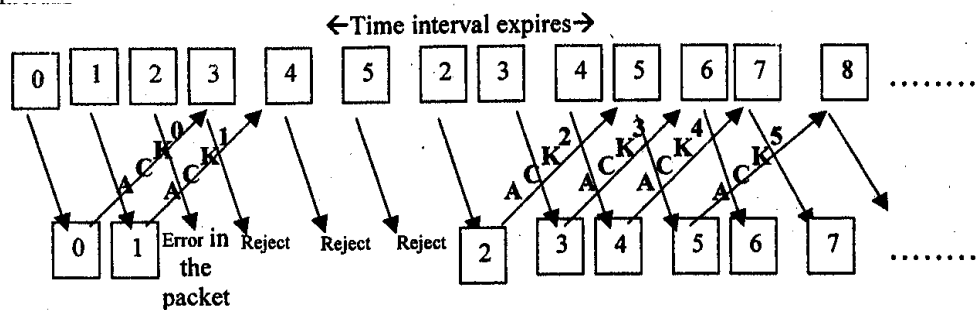 ←Time interval expires→
0 1 2 3 4 5 2 3 4 5 6 7 8 ........
ACK0 ACK1 ACK2 ACK3 ACK4 ACK5
0 1 Error in the packet Reject Reject Reject 2 3 4 5 6 7 ........